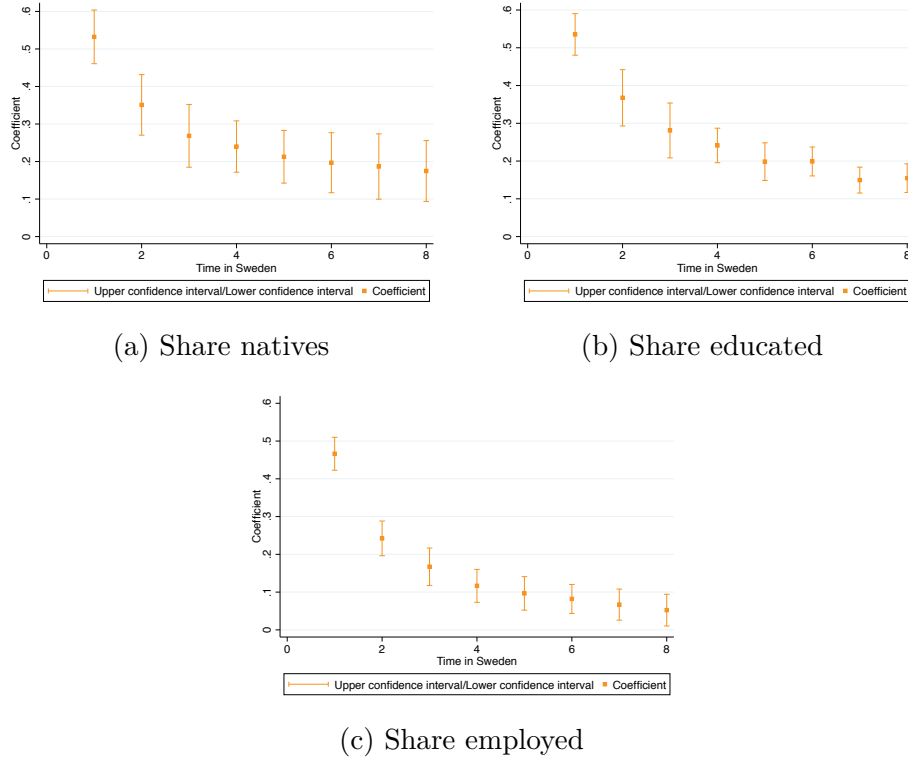 .6
.5
.4
.3
.2
.1
0
Coefficient
0 2 4 6 8
Time in Sweden
Upper confidence interval/Lower confidence interval Coefficient
(a) Share natives
.6
.5
.4
.3
.2
.1
0
Coefficient
0 2 4 6 8
Time in Sweden
Upper confidence interval/Lower confidence interval Coefficient
(b) Share educated
.6
.5
.4
.3
.2
.1
0
Coefficient
0 2 4 6 8
Time in Sweden
Upper confidence interval/Lower confidence interval Coefficient
(c) Share employed